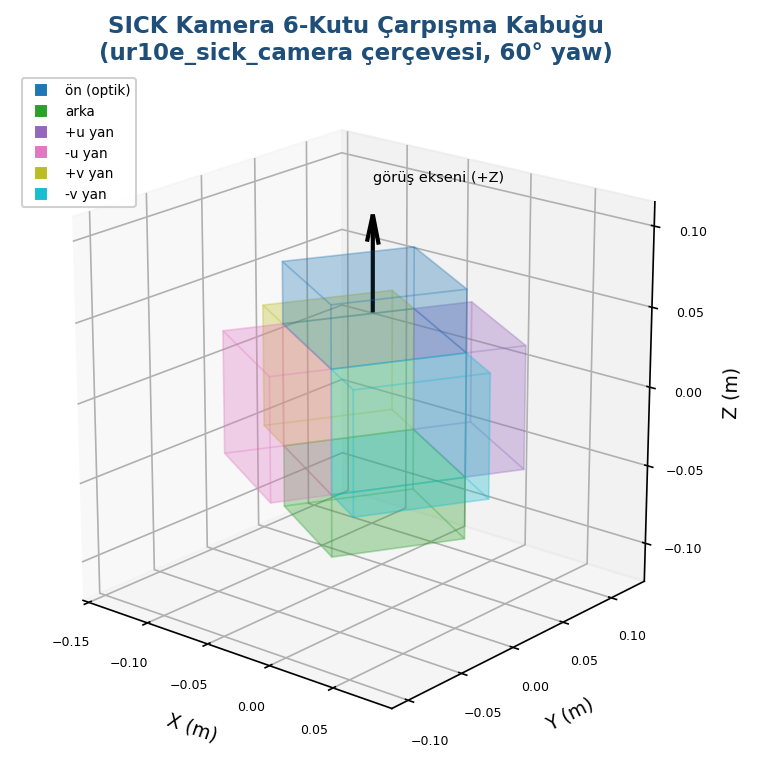 SICK Kamera 6-Kutu Çarpışma Kabuğu
(ur10e_sick_camera çerçevesi, 60° yaw)
ön (optik)
arka
+u yan
-u yan
+v yan
-v yan
görüş ekseni (+Z)
0.10
0.05
0.00
−0.05
−0.10
Z (m)
−0.15
−0.10
−0.05
0.00
0.05
X (m)
−0.10
−0.05
0.00
0.05
0.10
Y (m)